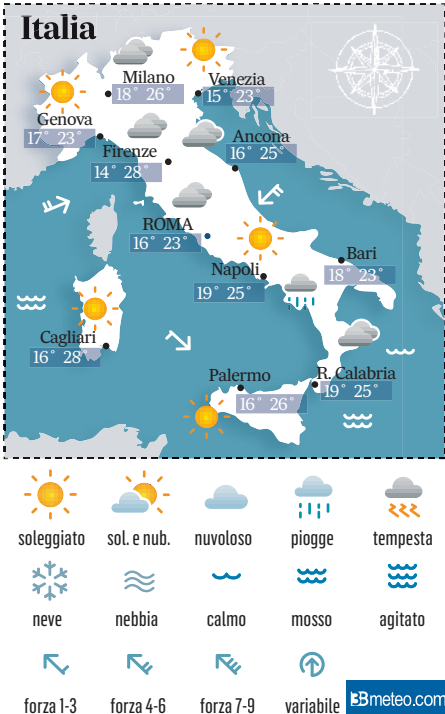 Italia
Milano
18° 26°
Venezia
15° 23°
Genova
17° 23°
Firenze
14° 28°
Ancona
16° 25°
ROMA
16° 23°
Napoli
19° 25°
Bari
18° 23°
Cagliari
16° 28°
Palermo
16° 26°
R. Calabria
19° 25°
soleggiato sol. e nub. nuvoloso piogge tempesta
neve nebbia calmo mosso agitato
forza 1-3 forza 4-6 forza 7-9 variabile
3Bmeteo.com